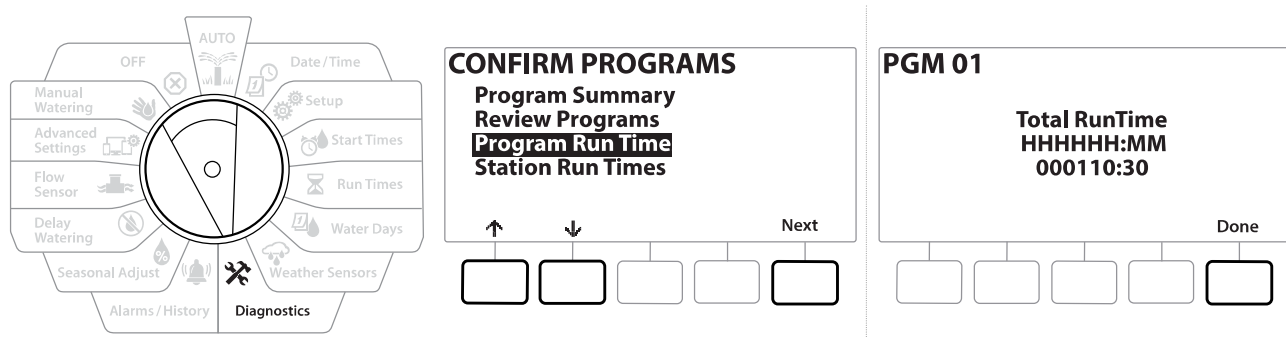 AUTO
OFF
Date / Time
Manual
Watering
Setup
Advanced
Settings
Start Times
Flow
Sensor
Run Times
Delay
Watering
Water Days
%
Seasonal Adjust
Weather Sensors
Alarms / History
Diagnostics
CONFIRM PROGRAMS
Program Summary
Review Programs
Program Run Time
Station Run Times
Next
PGM 01
Total RunTime
HHHHHH:MM
000110:30
Done